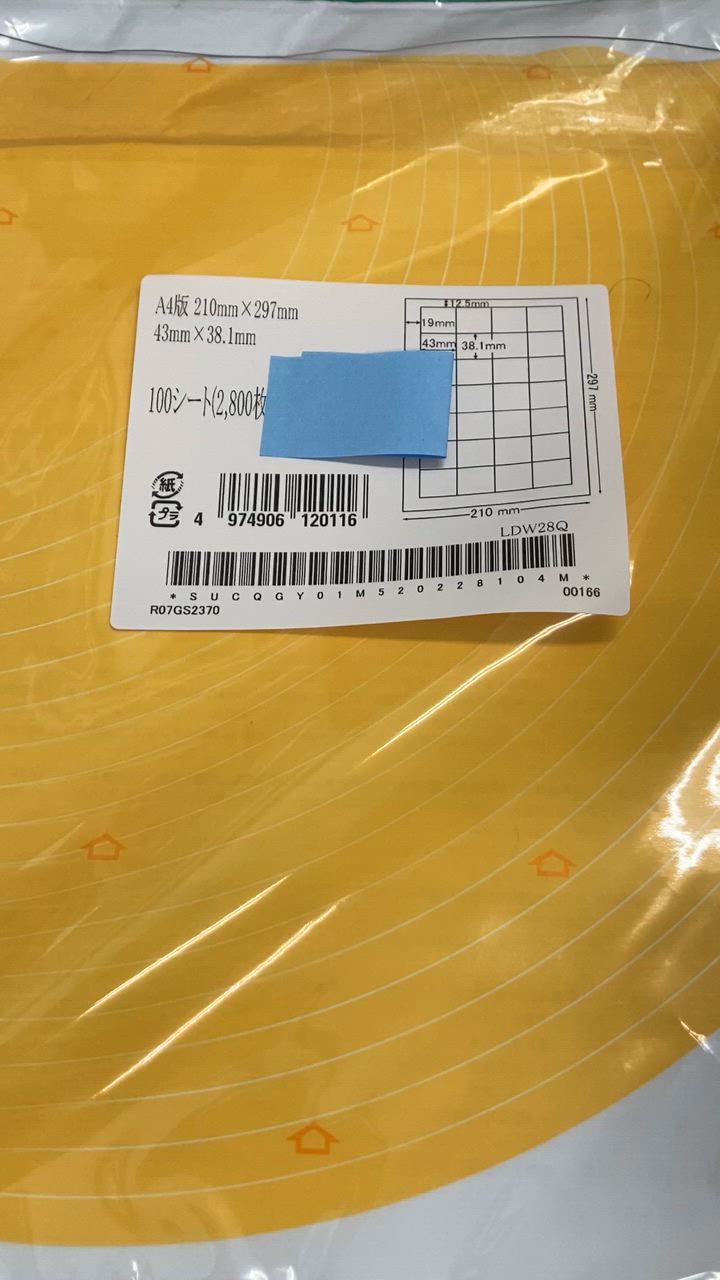 A4版 210mm×297mm
43mm×38.1mm
100シート(2,800枚
12.5mm
19mm
43mm
38.1mm
297 mm
210 mm
紙
プラ
4 974906 120116
LDW28Q
* S U C Q G Y 0 1 M 5 2 0 2 2 8 1 0 4 M *
R07GS2370
00166